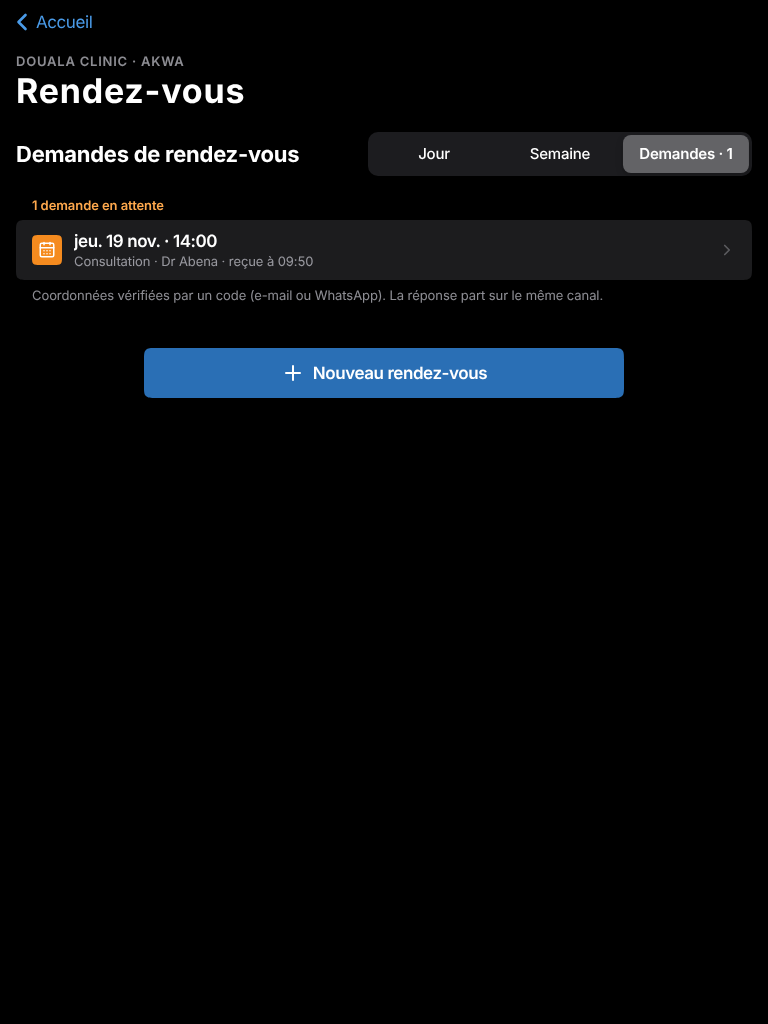 Accueil
DOUALA CLINIC · AKWA
Rendez-vous
Demandes de rendez-vous
Jour
Semaine
Demandes · 1
1 demande en attente
jeu. 19 nov. · 14:00
Consultation · Dr Abena · reçue à 09:50
Coordonnées vérifiées par un code (e-mail ou WhatsApp). La réponse part sur le même canal.
Nouveau rendez-vous